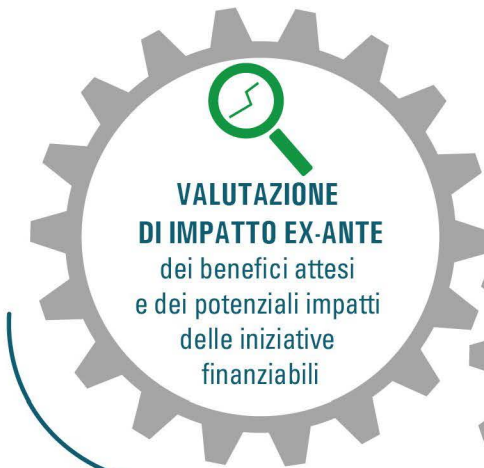 VALUTAZIONE
DI IMPATTO EX-ANTE
dei benefici attesi
e dei potenziali impatti
delle iniziative
finanziabili